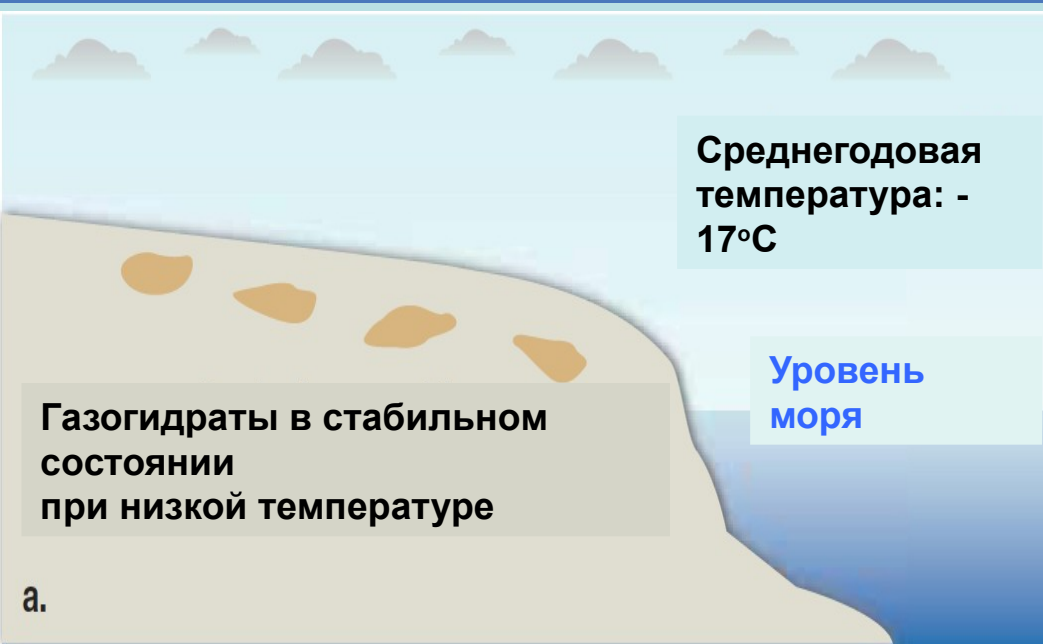 Среднегодовая
температура: -
17°C
Уровень
моря
Газогидраты в стабильном
состоянии
при низкой температуре
a.